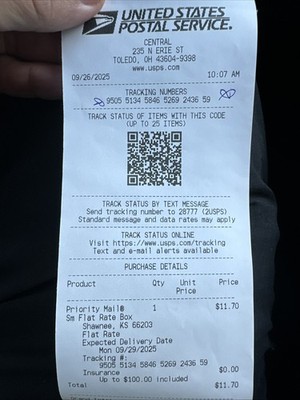 UNITED STATES
POSTAL SERVICE.
CENTRAL
235 N ERIE ST
TOLEDO, OH 43604-9398
www.usps.com
09/26/2025 10:07 AM
TRACKING NUMBERS
9505 5134 5846 5269 2436 59
TRACK STATUS OF ITEMS WITH THIS CODE
(UP TO 25 ITEMS)
TRACK STATUS BY TEXT MESSAGE
Send tracking number to 28777 (2USPS)
Standard message and data rates may apply
TRACK STATUS ONLINE
Visit https://www.usps.com/tracking
Text and e-mail alerts available
PURCHASE DETAILS
Product Qty Unit Price
Price
Priority Mail® 1 $11.70
Sm Flat Rate Box
Shawnee, KS 66203
Flat Rate
Expected Delivery Date
Mon 09/29/2025
Tracking #:
9505 5134 5846 5269 2436 59
Insurance $0.00
Up to $100.00 included
Total $11.70